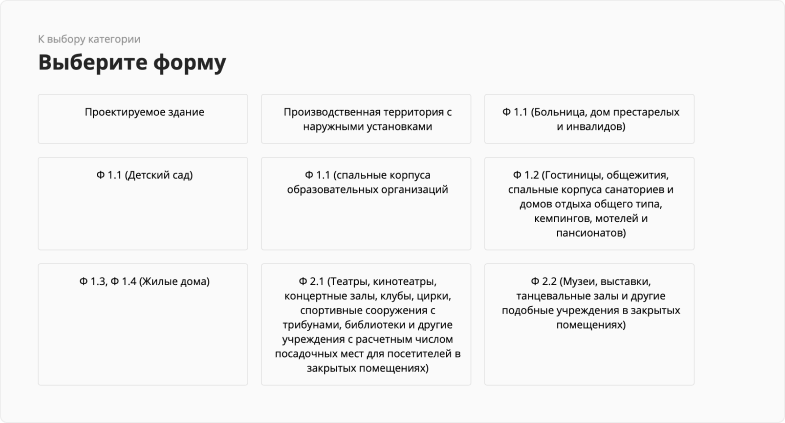 К выбору категории
Выберите форму
Проектируемое здание
Производственная территория с
наружными установками
Ф 1.1 (Больница, дом престарелых
и инвалидов)
Ф 1.1 (Детский сад)
Ф 1.1 (спальные корпуса
образовательных организаций
Ф 1.2 (Гостиницы, общежития,
спальные корпуса санаториев и
домов отдыха общего типа,
кемпингов, мотелей и
пансионатов)
Ф 1.3, Ф 1.4 (Жилые дома)
Ф 2.1 (Театры, кинотеатры,
концертные залы, клубы, цирки,
спортивные сооружения с
трибунами, библиотеки и другие
учреждения с расчетным числом
посадочных мест для посетителей в
закрытых помещениях)
Ф 2.2 (Музеи, выставки,
танцевальные залы и другие
подобные учреждения в закрытых
помещениях)